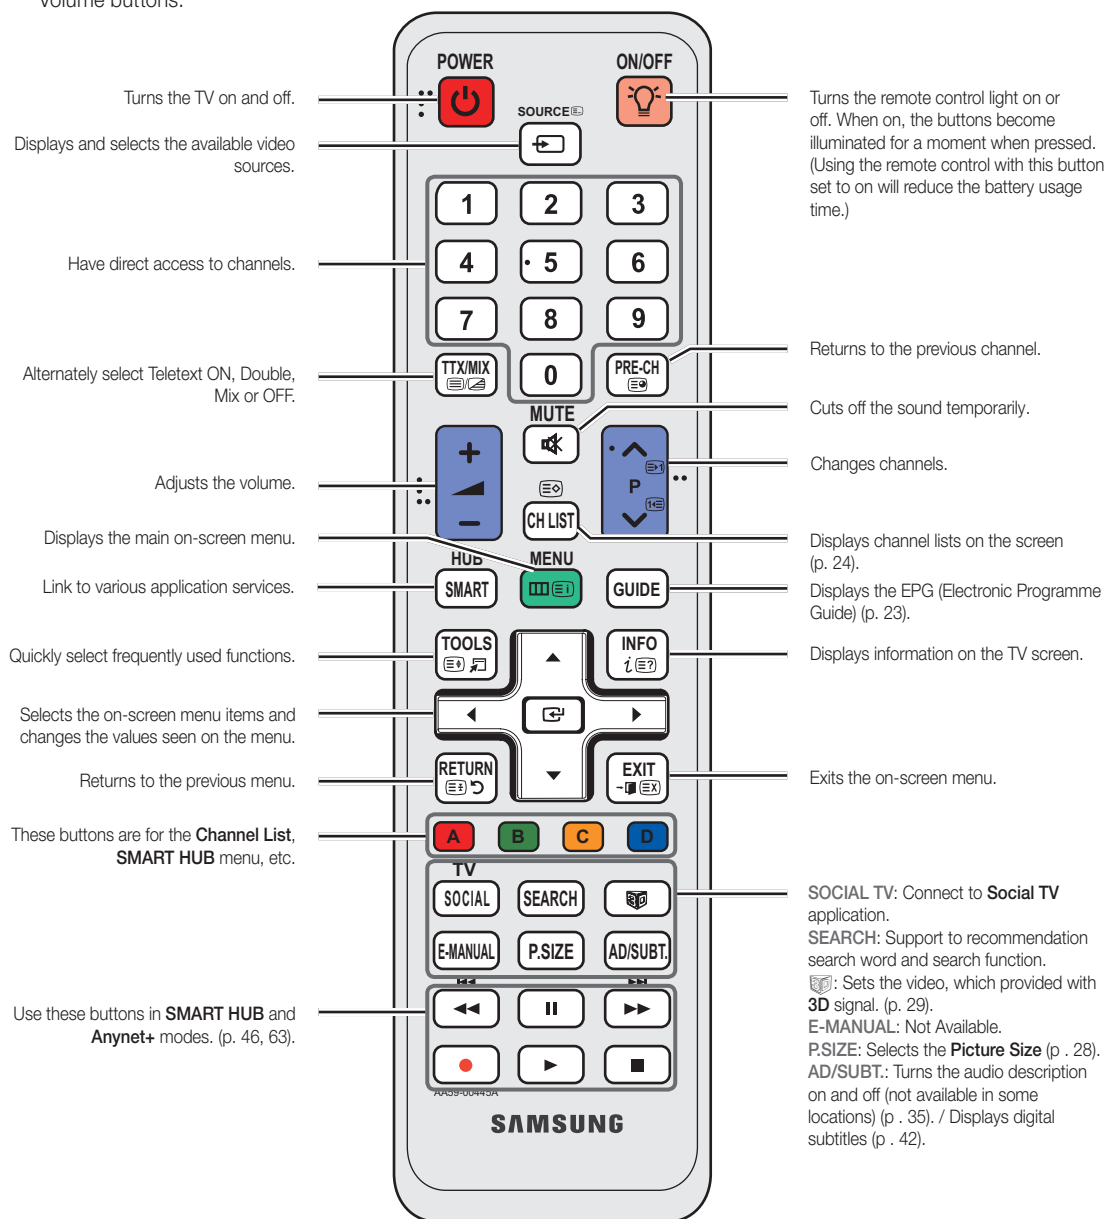 volume buttons.
POWER
ON/OFF
Turns the TV on and off.
SOURCE
Displays and selects the available video
sources.
Turns the remote control light on or
off. When on, the buttons become
illuminated for a moment when pressed.
(Using the remote control with this button
set to on will reduce the battery usage
time.)
1 2 3
Have direct access to channels.
4 5 6
7 8 9
Alternately select Teletext ON, Double,
Mix or OFF.
TTX/MIX
0
PRE-CH
Returns to the previous channel.
MUTE
Cuts off the sound temporarily.
Adjusts the volume.
+
−
P
Changes channels.
CH LIST
Displays channel lists on the screen
(p. 24).
Displays the main on-screen menu.
HUB
MENU
Link to various application services.
SMART
GUIDE
Displays the EPG (Electronic Programme
Guide) (p. 23).
Quickly select frequently used functions.
TOOLS
INFO
i
Displays information on the TV screen.
Selects the on-screen menu items and
changes the values seen on the menu.
Returns to the previous menu.
RETURN
EXIT
Exits the on-screen menu.
These buttons are for the Channel List,
SMART HUB menu, etc.
A B C D
TV
SOCIAL
SEARCH
3D
E-MANUAL
P.SIZE
AD/SUBT.
SOCIAL TV: Connect to Social TV
application.
SEARCH: Support to recommendation
search word and search function.
: Sets the video, which provided with
3D signal. (p. 29).
E-MANUAL: Not Available.
P.SIZE: Selects the Picture Size (p . 28).
AD/SUBT.: Turns the audio description
on and off (not available in some
locations) (p . 35). / Displays digital
subtitles (p . 42).
Use these buttons in SMART HUB and
Anynet+ modes. (p. 46, 63).
AA59-00445A
SAMSUNG